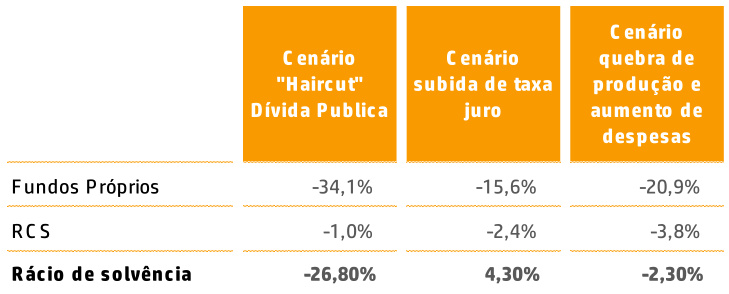 Cenário "Haircut" Dívida Publica
Cenário subida de taxa juro
Cenário quebra de produção e aumento de despesas
Fundos Próprios -34,1% -15,6% -20,9%
RCS -1,0% -2,4% -3,8%
Rácio de solvência -26,80% 4,30% -2,30%